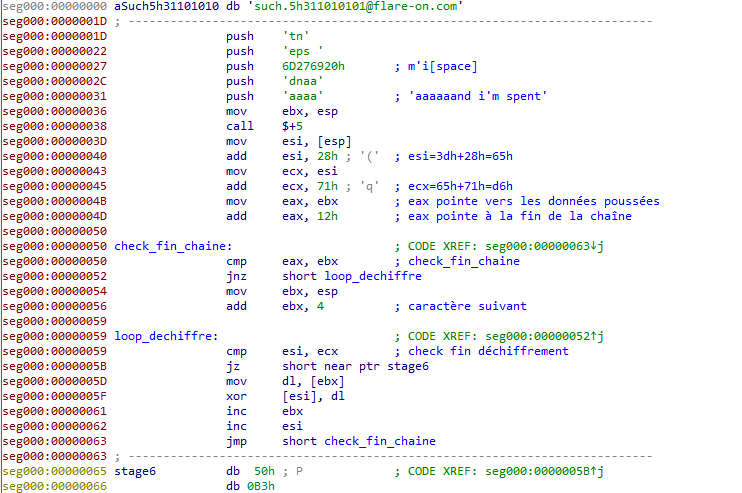 seg000:00000000 aSuch5h31101010 db 'such.5h311010101@flare-on.com'
seg000:0000001D ; ---------------------------------------------------------------------------
seg000:0000001D push 'tn'
seg000:00000022 push 'eps '
seg000:00000027 push 6D276920h ; m'i[space]
seg000:0000002C push 'dnaa'
seg000:00000031 push 'aaaa' ; 'aaaaaand i'm spent'
seg000:00000036 mov ebx, esp
seg000:00000038 call $+5
seg000:0000003D mov esi, [esp]
seg000:00000040 add esi, 28h ; '(' ; esi=3dh+28h=65h
seg000:00000043 mov ecx, esi
seg000:00000045 add ecx, 71h ; 'q' ; ecx=65h+71h=d6h
seg000:0000004B mov eax, ebx ; eax pointe vers les données poussées
seg000:0000004D add eax, 12h ; eax pointe à la fin de la chaîne
seg000:00000050
seg000:00000050 check_fin_chaine: ; CODE XREF: seg000:00000063↓j
seg000:00000050 cmp eax, ebx ; check_fin_chaine
seg000:00000052 jnz short loop_dechiffre
seg000:00000054 mov ebx, esp
seg000:00000056 add ebx, 4 ; caractère suivant
seg000:00000059
seg000:00000059 loop_dechiffre: ; CODE XREF: seg000:00000052↑j
seg000:00000059 cmp esi, ecx ; check fin déchiffrement
seg000:0000005B jz short near ptr stage6
seg000:0000005D mov dl, [ebx]
seg000:0000005F xor [esi], dl
seg000:00000061 inc ebx
seg000:00000062 inc esi
seg000:00000063 jmp short check_fin_chaine
seg000:00000063 ; ---------------------------------------------------------------------------
seg000:00000065 stage6 db 50h ; P ; CODE XREF: seg000:0000005B↑j
seg000:00000066 db 0B3h